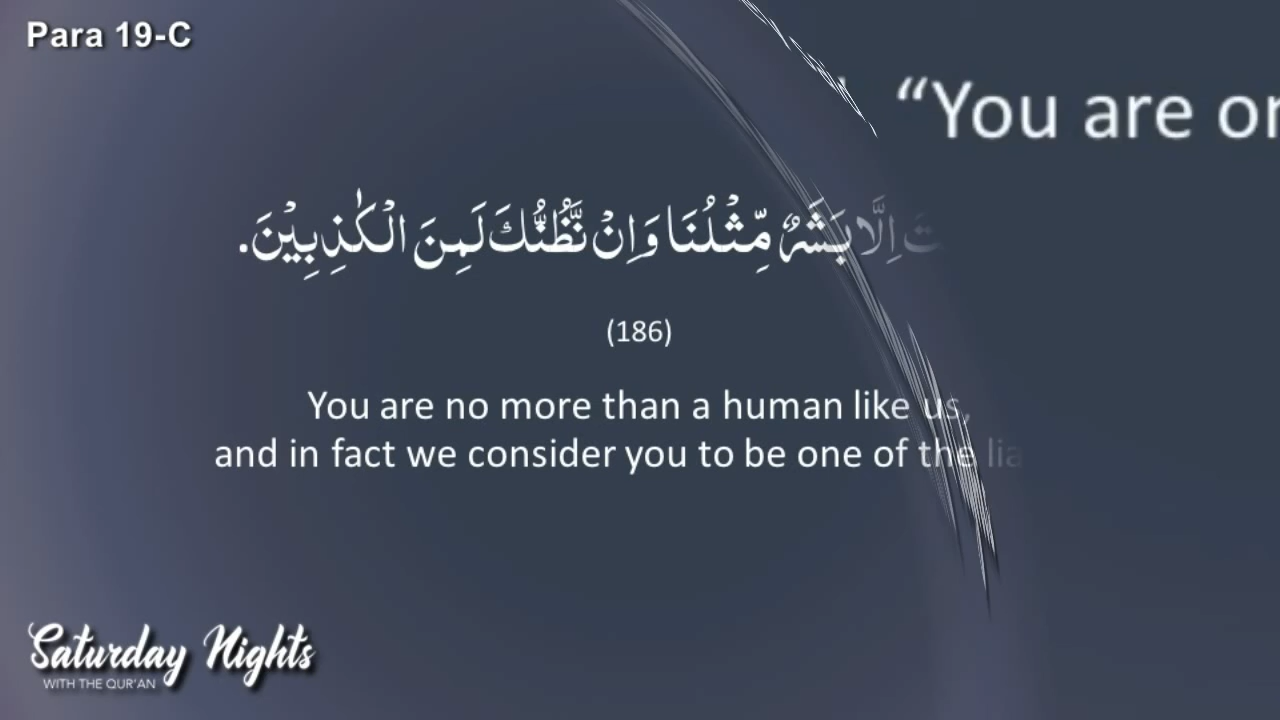 Para 19-C
“You are
اِلَّا بَشَرٌ مِّثْلُنَا وَاِنْ نَّظُنُّكَ لَمِنَ الْكٰذِبِيْنَ.
(186)
You are no more than a human like us,
and in fact we consider you to be one of the
Saturday Nights
WITH THE QUR'AN